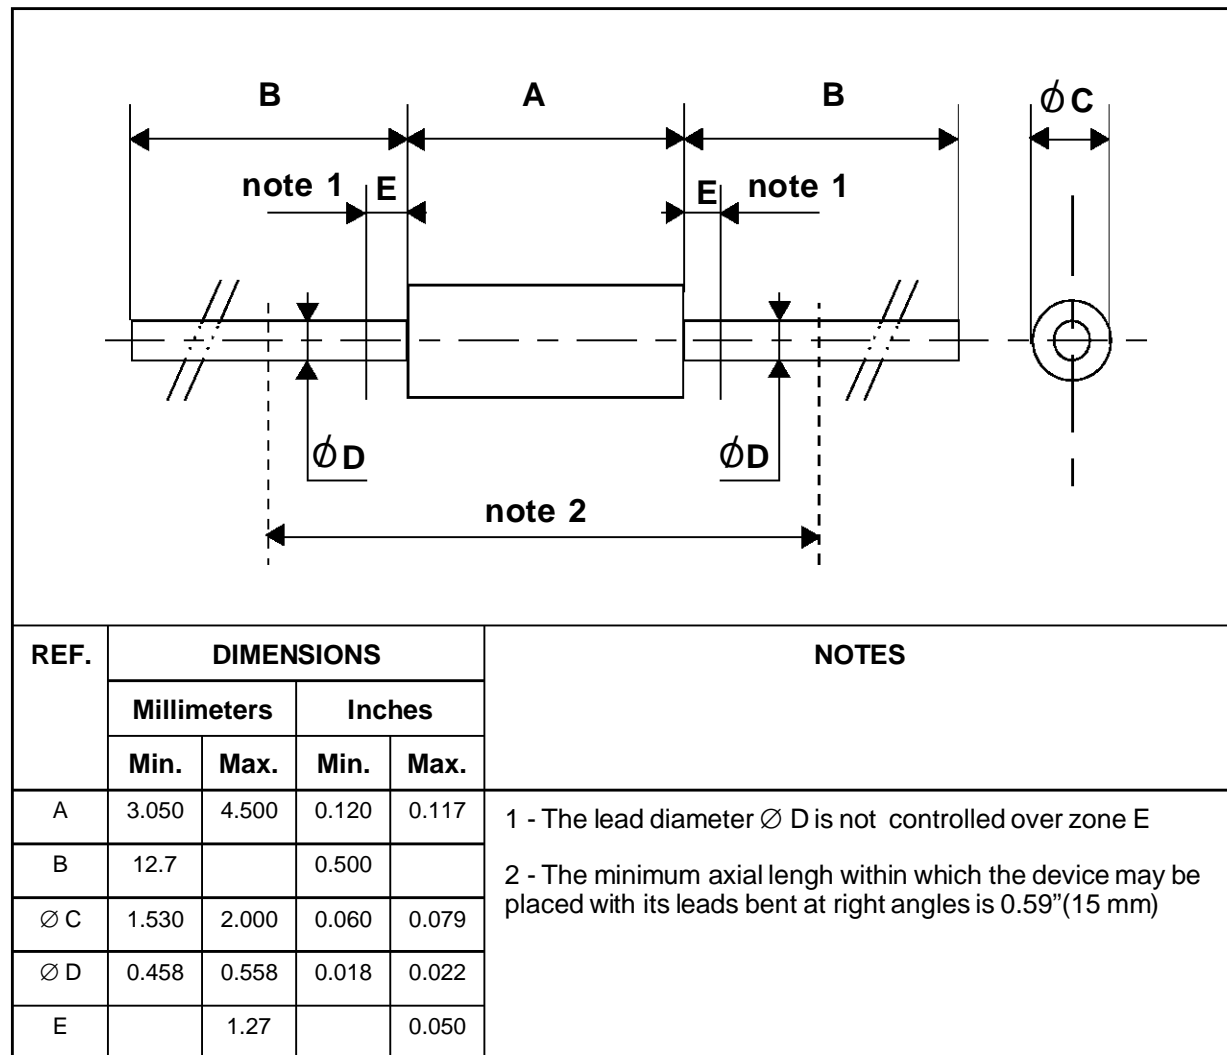 B A B ∅ C
note 1 E E note 1
∅ D ∅D
note 2
REF. DIMENSIONS NOTES
Millimeters Inches
Min. Max. Min. Max.
A 3.050 4.500 0.120 0.117
B 12.7 0.500
∅ C 1.530 2.000 0.060 0.079
∅ D 0.458 0.558 0.018 0.022
E 1.27 0.050
1 - The lead diameter ∅ D is not controlled over zone E
2 - The minimum axial lengh within which the device may be
placed with its leads bent at right angles is 0.59”(15 mm)